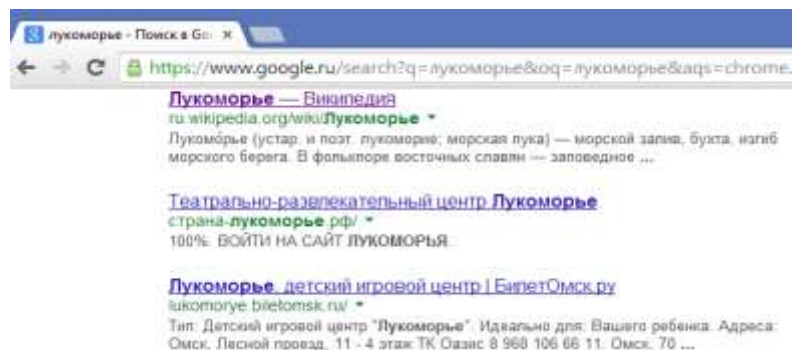 лукоморье - Поиск в Goo
https://www.google.ru/search?q=лукоморье&oq=лукоморье&aqs=chrome.
Лукоморье — Википедия
ru.wikipedia.org/wiki/Лукоморье
Лукомо́рье (устар. и поэт. лукоморие; морская лука) — морской залив, бухта, изгиб
морского берега. В фольклоре восточных славян — заповедное ...
Театрально-развлекательный центр Лукоморье
страна-лукоморье.рф/
100%. ВОЙТИ НА САЙТ ЛУКОМОРЬЯ.
Лукоморье, детский игровой центр | БилетОмск.ру
lukomorye.biletomsk.ru/
Тип: Детский игровой центр "Лукоморье". Идеально для: Вашего ребенка. Адреса:
Омск, Лесной проезд, 11 - 4 этаж ТК Оазис 8 968 106 66 11. Омск, 70 ...